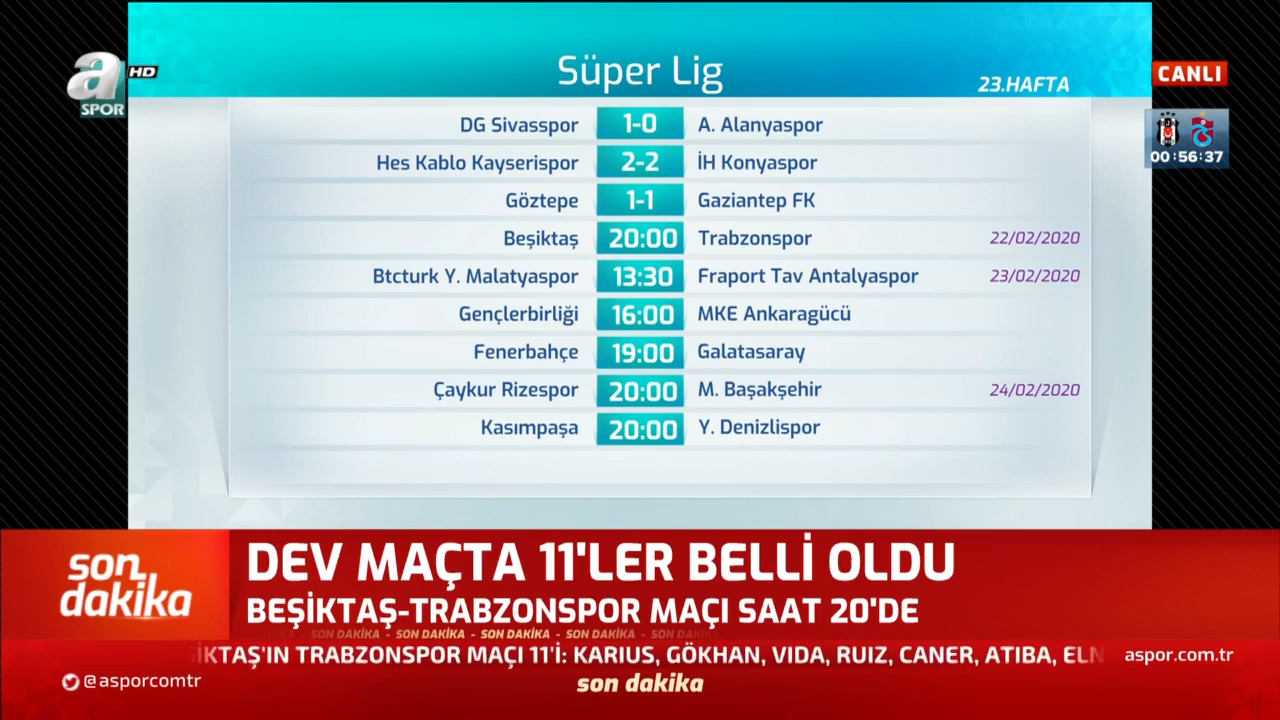 Süper Lig
23.HAFTA
a SPOR HD
CANLI
00:56:37
DG Sivasspor 1-0 A. Alanyaspor
Hes Kablo Kayserispor 2-2 İH Konyaspor
Göztepe 1-1 Gaziantep FK
Beşiktaş 20:00 Trabzonspor 22/02/2020
Btcturk Y. Malatyaspor 13:30 Fraport Tav Antalyaspor 23/02/2020
Gençlerbirliği 16:00 MKE Ankaragücü
Fenerbahçe 19:00 Galatasaray
Çaykur Rizespor 20:00 M. Başakşehir 24/02/2020
Kasımpaşa 20:00 Y. Denizlispor
son dakika
DEV MAÇTA 11'LER BELLİ OLDU
BEŞİKTAŞ-TRABZONSPOR MAÇI SAAT 20'DE
SON DAKİKA - SON DAKİKA - SON DAKİKA - SON DAKİKA
İKTAŞ'IN TRABZONSPOR MAÇI 11'İ: KARIUS, GÖKHAN, VIDA, RUIZ, CANER, ATIBA, ELN
aspor.com.tr
@asporcomtr
son dakika